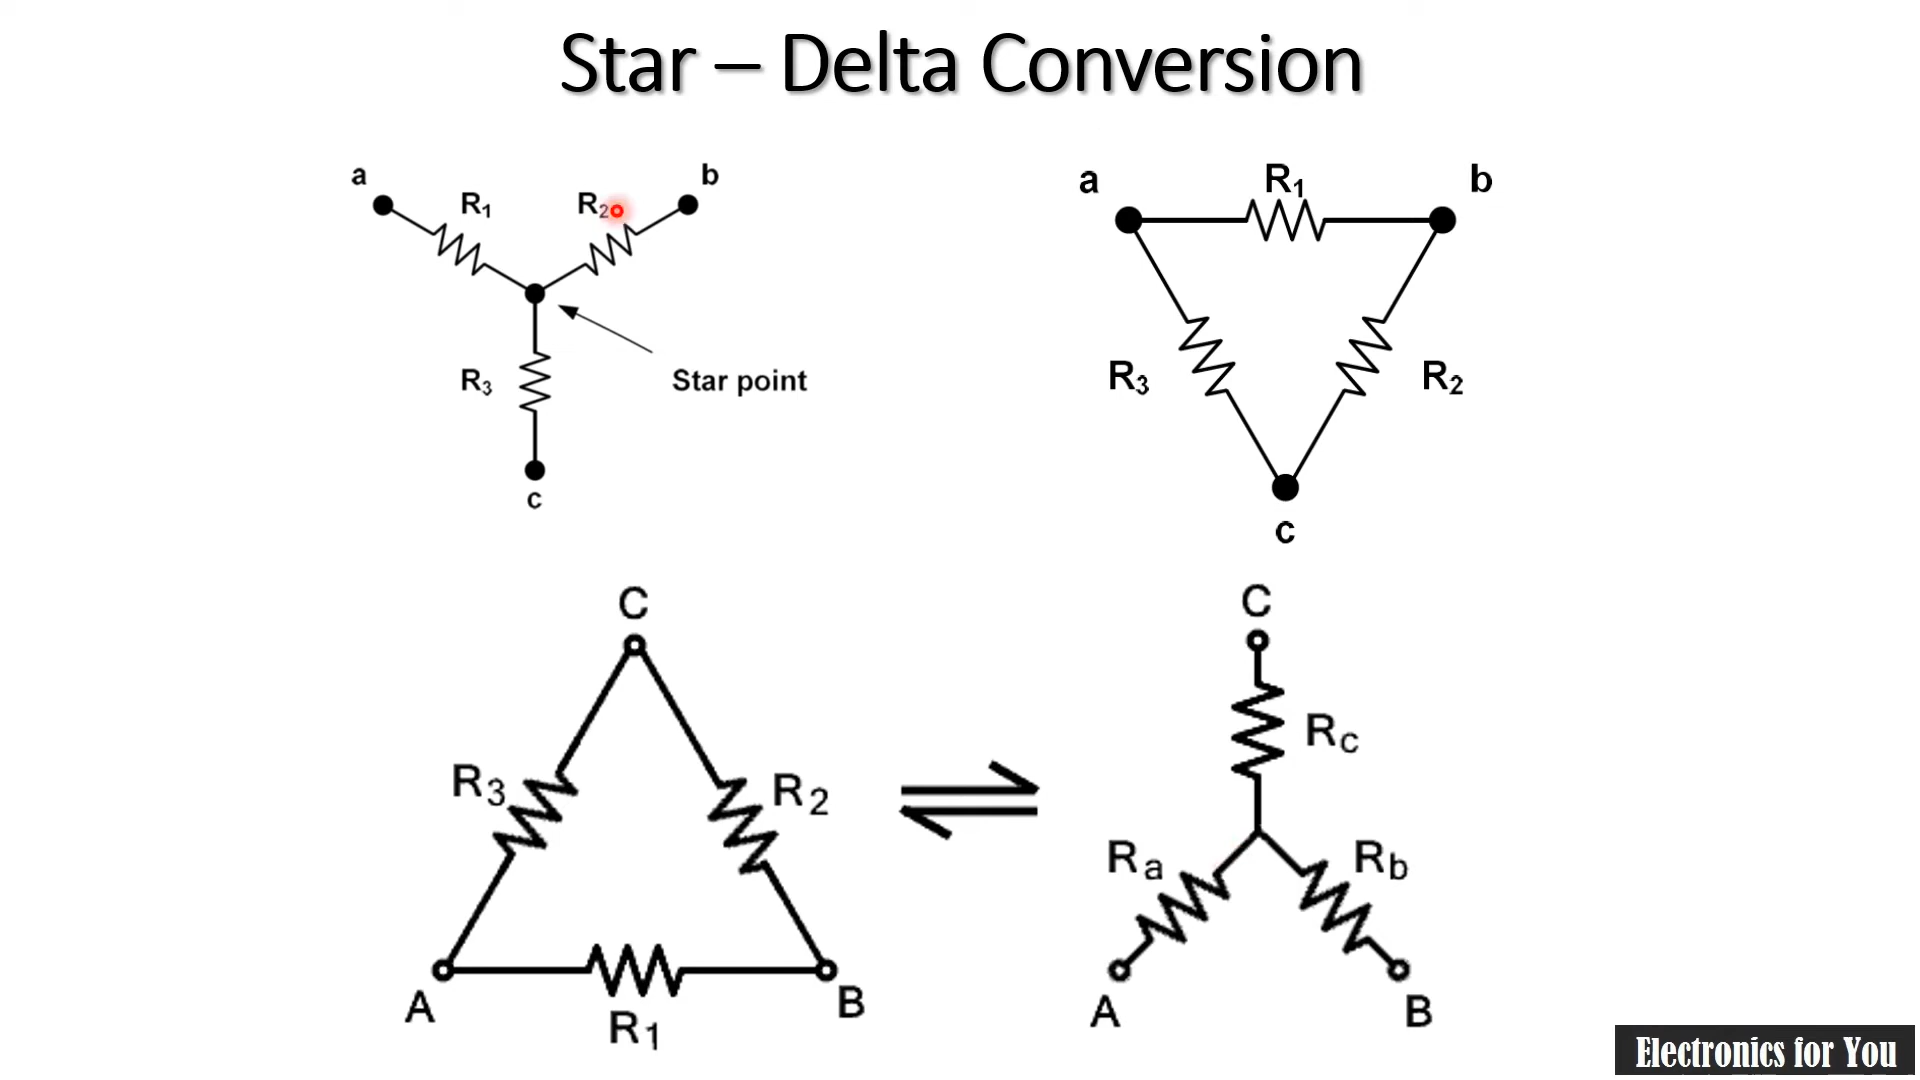 Star – Delta Conversion
a
b
R1
R2
R3
Star point
c
a
R1
b
R3
R2
c
C
R3
R2
A
B
R1
C
Rc
Ra
Rb
A
B
Electronics for You